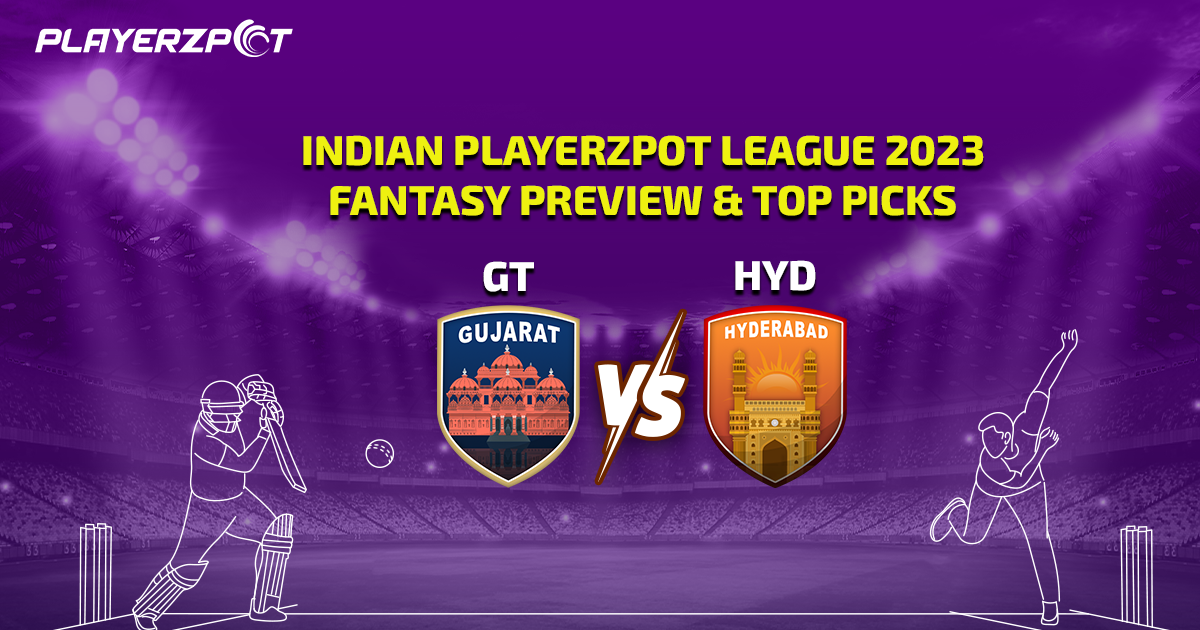 PLAYERZPOT
INDIAN PLAYERZPOT LEAGUE 2023
FANTASY PREVIEW & TOP PICKS
GT
HYD
GUJARAT
VS
HYDERABAD